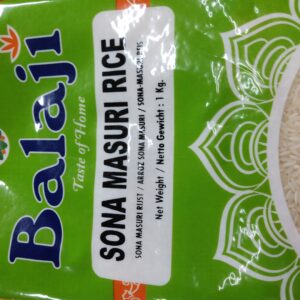 Balaji
Taste of Home
SONA MASURI RICE
SONA MASURI RIJST / ARROZ SONA MASURI / SONA-MASURI REIS
Net Weight / Netto Gewicht : 1 Kg.